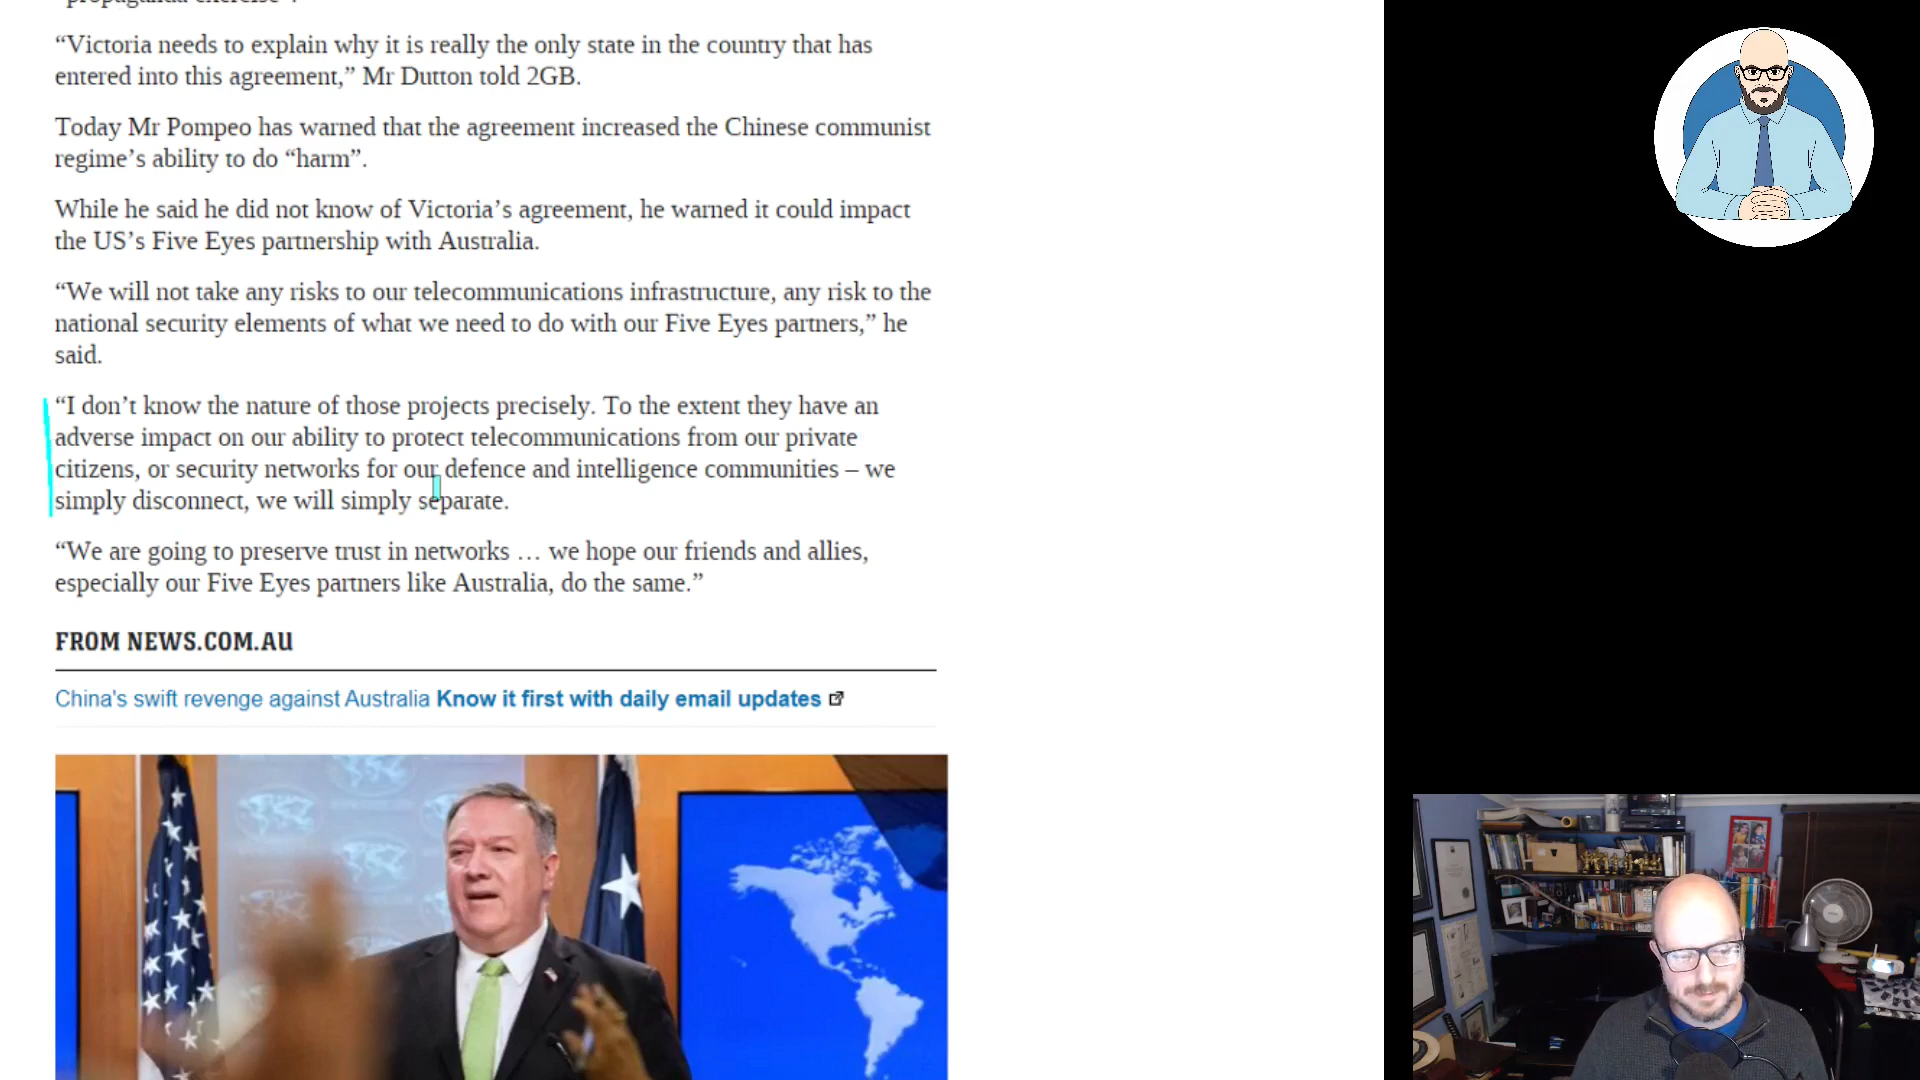 “propaganda exercise”.
“Victoria needs to explain why it is really the only state in the country that has
entered into this agreement,” Mr Dutton told 2GB.
Today Mr Pompeo has warned that the agreement increased the Chinese communist
regime’s ability to do “harm”.
While he said he did not know of Victoria’s agreement, he warned it could impact
the US’s Five Eyes partnership with Australia.
“We will not take any risks to our telecommunications infrastructure, any risk to the
national security elements of what we need to do with our Five Eyes partners,” he
said.
“I don’t know the nature of those projects precisely. To the extent they have an
adverse impact on our ability to protect telecommunications from our private
citizens, or security networks for our defence and intelligence communities – we
simply disconnect, we will simply separate.
“We are going to preserve trust in networks … we hope our friends and allies,
especially our Five Eyes partners like Australia, do the same.”
FROM NEWS.COM.AU
China's swift revenge against Australia Know it first with daily email updates